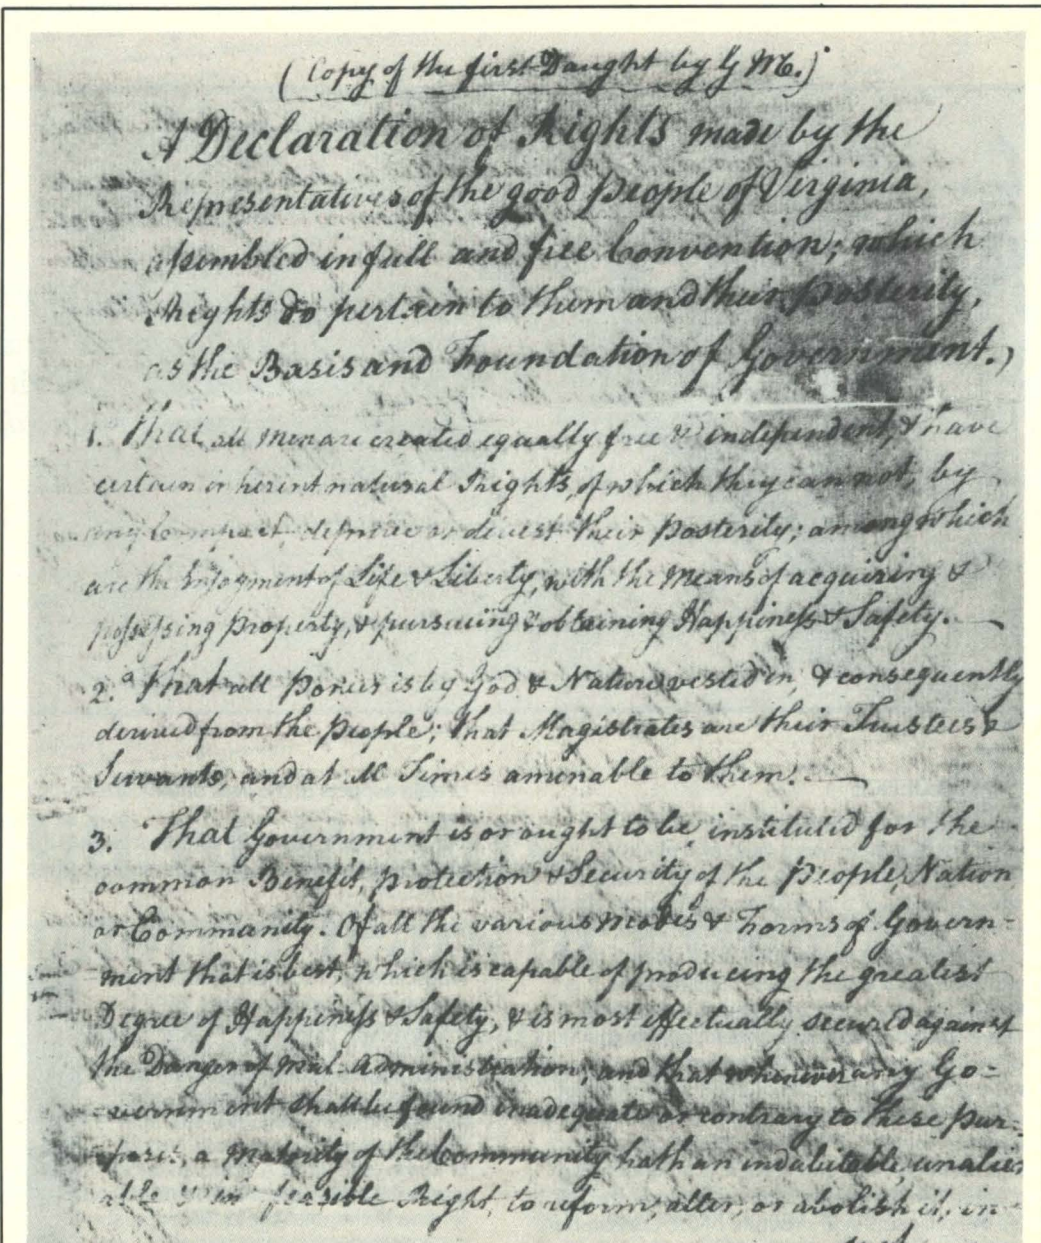 (Copy of the first Daught by G M.)
A Declaration of Rights made by the
Representatives of the good people of Virginia,
assembled in full and free Convention; which
Rights do pertain to them and their posterity,
as the Basis and Foundation of Government.)
1. That all Men are created equally free & independent, & have
certain inherent natural Rights, of which they cannot, by
any Compact, deprive or divest their Posterity; among which
are the Enjoyment of Life & Liberty, with the Means of acquiring &
possessing property, & pursuing & obtaining Happiness & Safety.
2.d That all Power is by God & Nature vested in, & consequently
derived from the People; that Magistrates are their Trustees &
Servants, and at all Times amenable to them.
3. That Government is or ought to be, instituted for the
common Benefit, protection & Security of the People, Nation
or Community. Of all the various modes & Forms of Govern-
ment that is best, which is capable of producing the greatest
Degree of Happiness & Safety, & is most effectually secured against
the Danger of mal-Administration; and that whenever any Go-
vernment shall be found inadequate or contrary to these pur-
poses, a Majority of the Community hath an indubitable, unalien
able & in feasible Right, to reform, alter, or abolish it, in